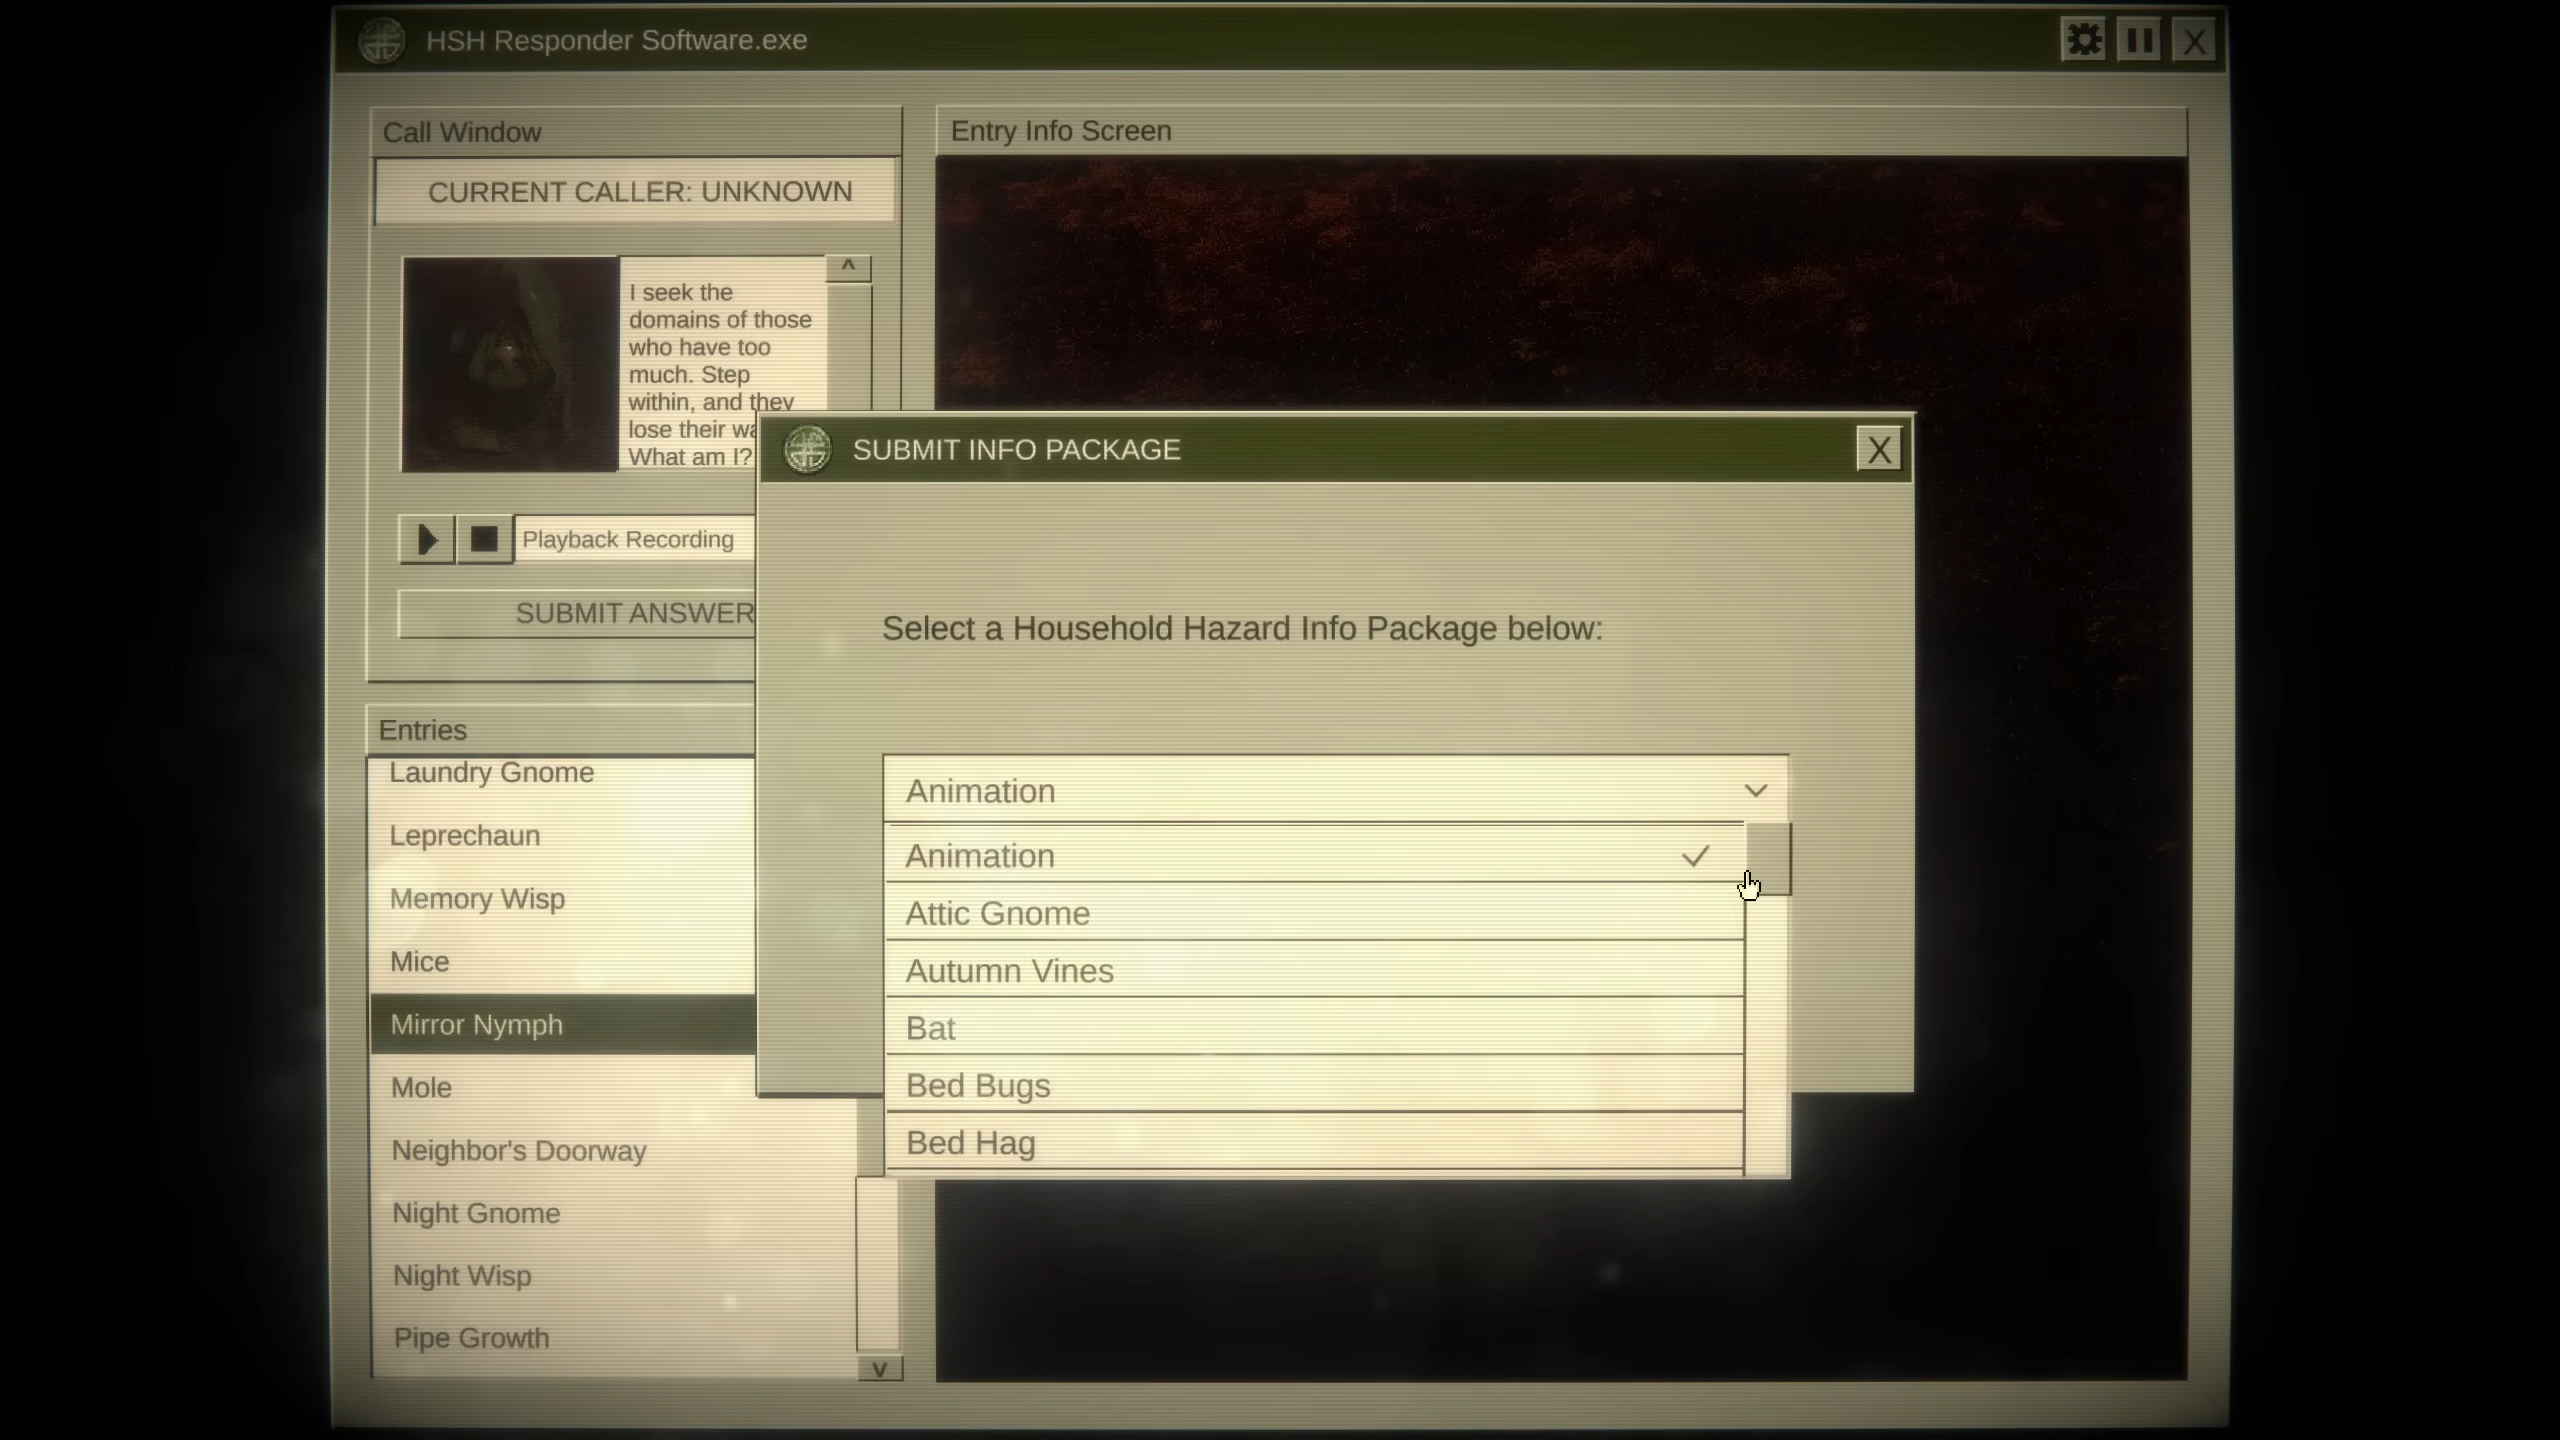 HSH Responder Software.exe
X
Call Window
CURRENT CALLER: UNKNOWN
I seek the
domains of those
who have too
much. Step
within, and they
lose their
What am I?
Playback Recording
SUBMIT ANSWER
Entries
Laundry Gnome
Leprechaun
Memory Wisp
Mice
Mirror Nymph
Mole
Neighbor's Doorway
Night Gnome
Night Wisp
Pipe Growth
Entry Info Screen
SUBMIT INFO PACKAGE
X
Select a Household Hazard Info Package below:
Animation
Animation
Attic Gnome
Autumn Vines
Bat
Bed Bugs
Bed Hag